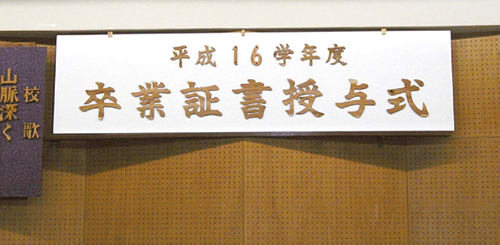 平成16学年度
卒業証書授与式
校歌
山脈深く